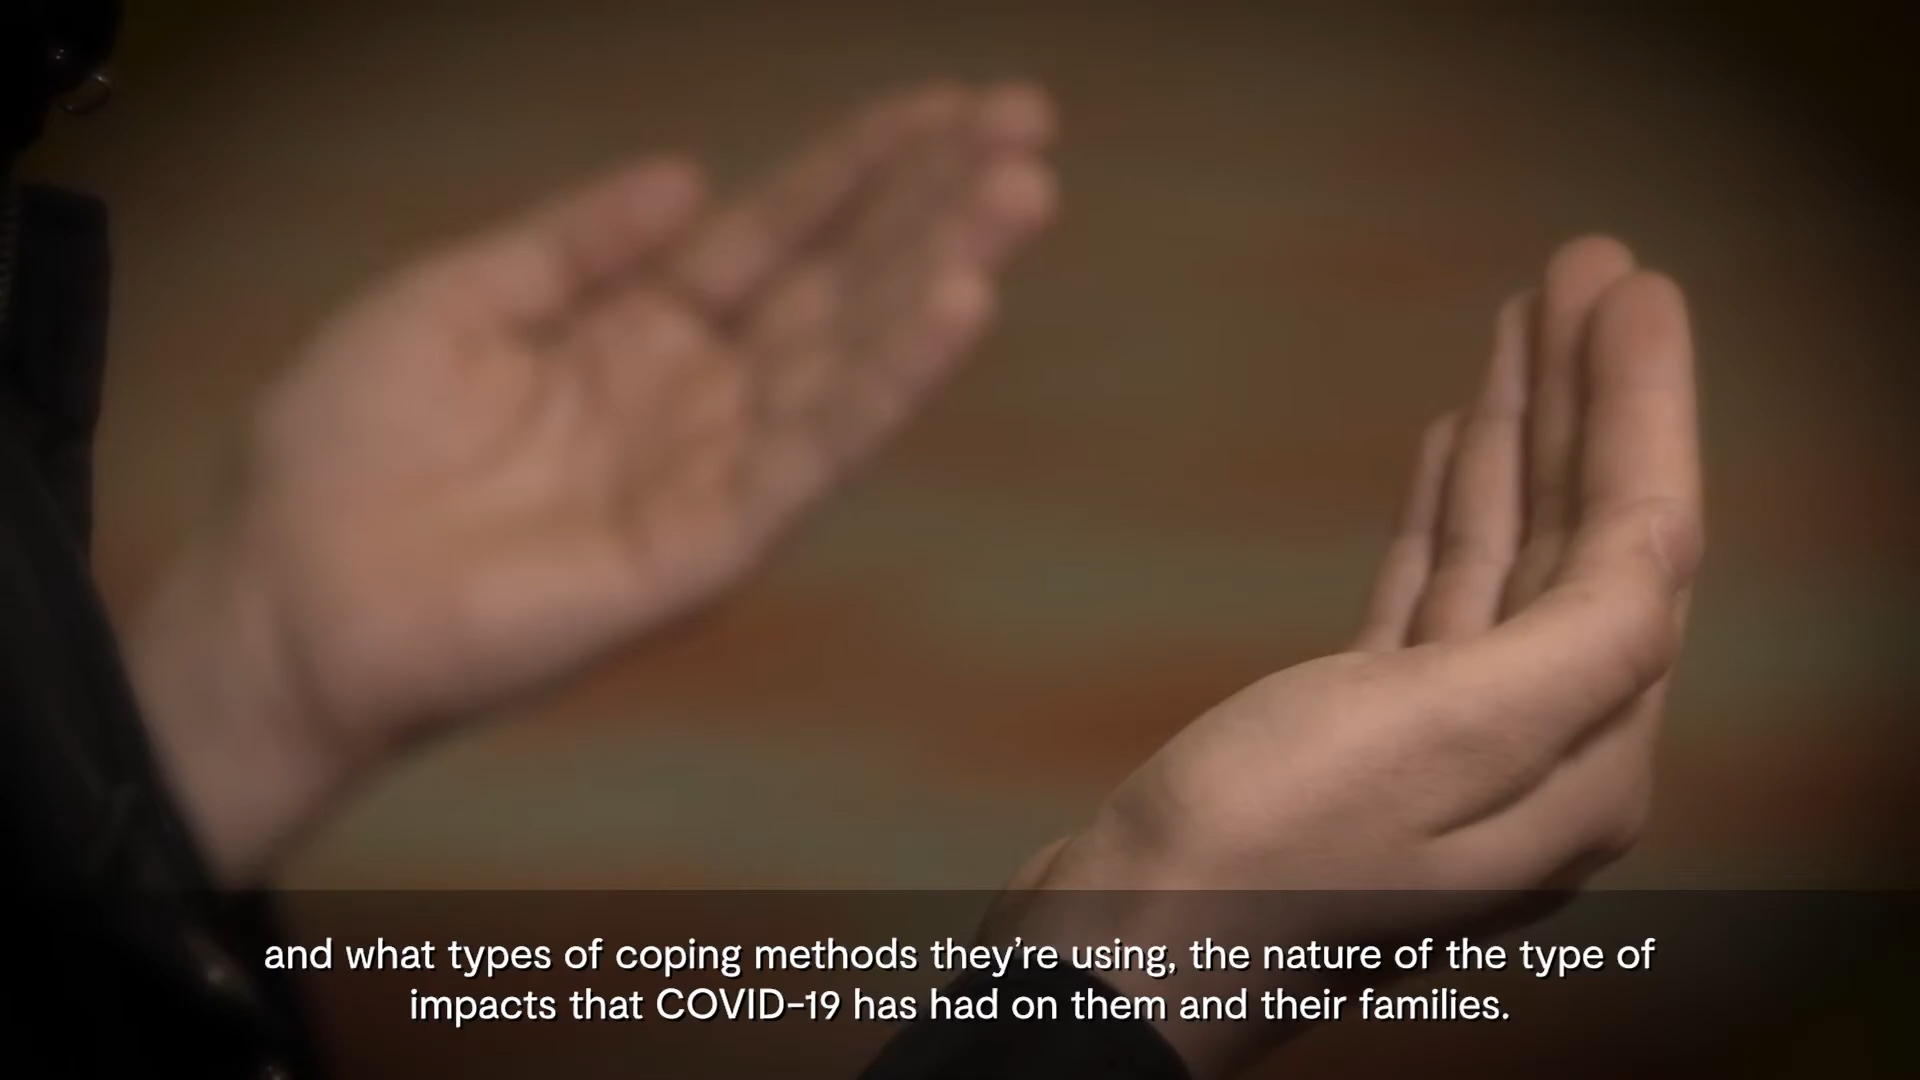 and what types of coping methods they’re using, the nature of the type of
impacts that COVID-19 has had on them and their families.